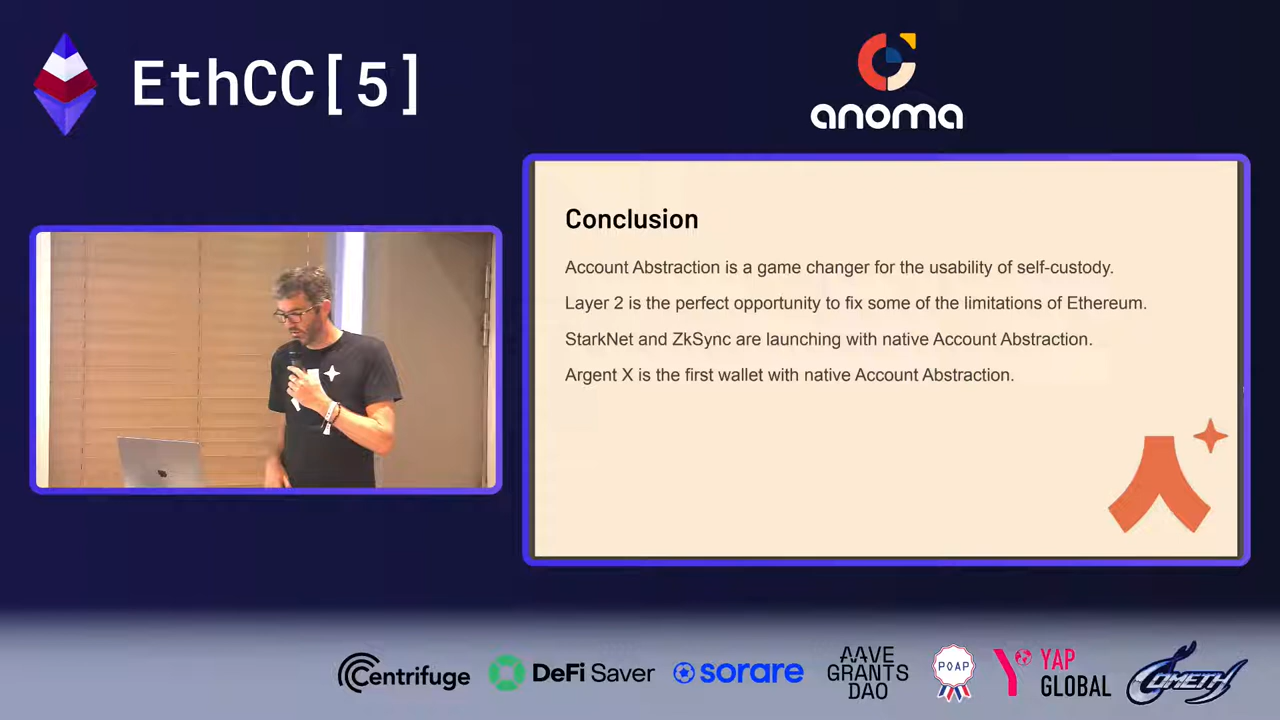 EthCC[5]
anoma
Conclusion
Account Abstraction is a game changer for the usability of self-custody.
Layer 2 is the perfect opportunity to fix some of the limitations of Ethereum.
StarkNet and ZkSync are launching with native Account Abstraction.
Argent X is the first wallet with native Account Abstraction.
Centrifuge
DeFi Saver
sorare
AAVE
GRANTS
DAO
POAP
YAP
GLOBAL
COMETH